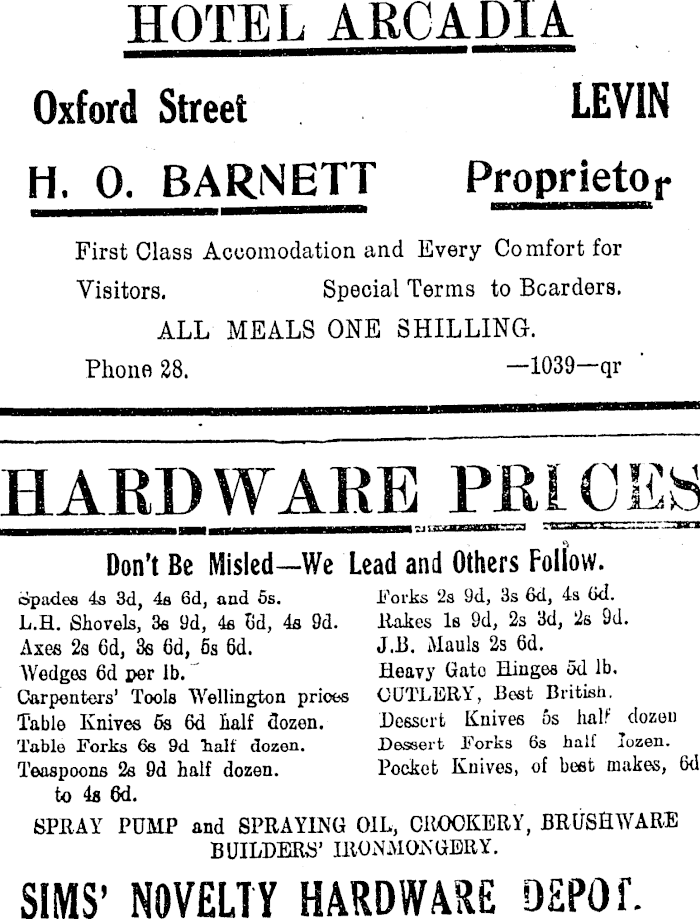 HOTEL ARCADIA
Oxford Street LEVIN
H. O. BARNETT Proprietor
First Class Accomodation and Every Comfort for
Visitors. Special Terms to Boarders.
ALL MEALS ONE SHILLING.
Phone 28. —1039—qr
HARDWARE PRICES
Don't Be Misled—We Lead and Others Follow.
Spades 4s 3d, 4s 6d, and 5s.
L.H. Shovels, 3s 9d, 4s 6d, 4s 9d.
Axes 2s 6d, 3s 6d, 5s 6d.
Wedges 6d per lb.
Carpenters' Tools Wellington prices
Table Knives 5s 6d half dozen.
Table Forks 6s 9d half dozen.
Teaspoons 2s 9d half dozen.
Forks 2s 9d, 3s 6d, 4s 6d.
Rakes 1s 9d, 2s 3d, 2s 9d.
J.B. Mauls 2s 6d.
Heavy Gate Hinges 5d lb.
CUTLERY, Best British.
Dessert Knives 5s half dozen
Dessert Forks 6s half dozen.
Pocket Knives, of best makes, 6d
to 4s 6d.
SPRAY PUMP and SPRAYING OIL, CROCKERY, BRUSHWARE
BUILDERS' IRONMONGERY.
SIMS' NOVELTY HARDWARE DEPOT.